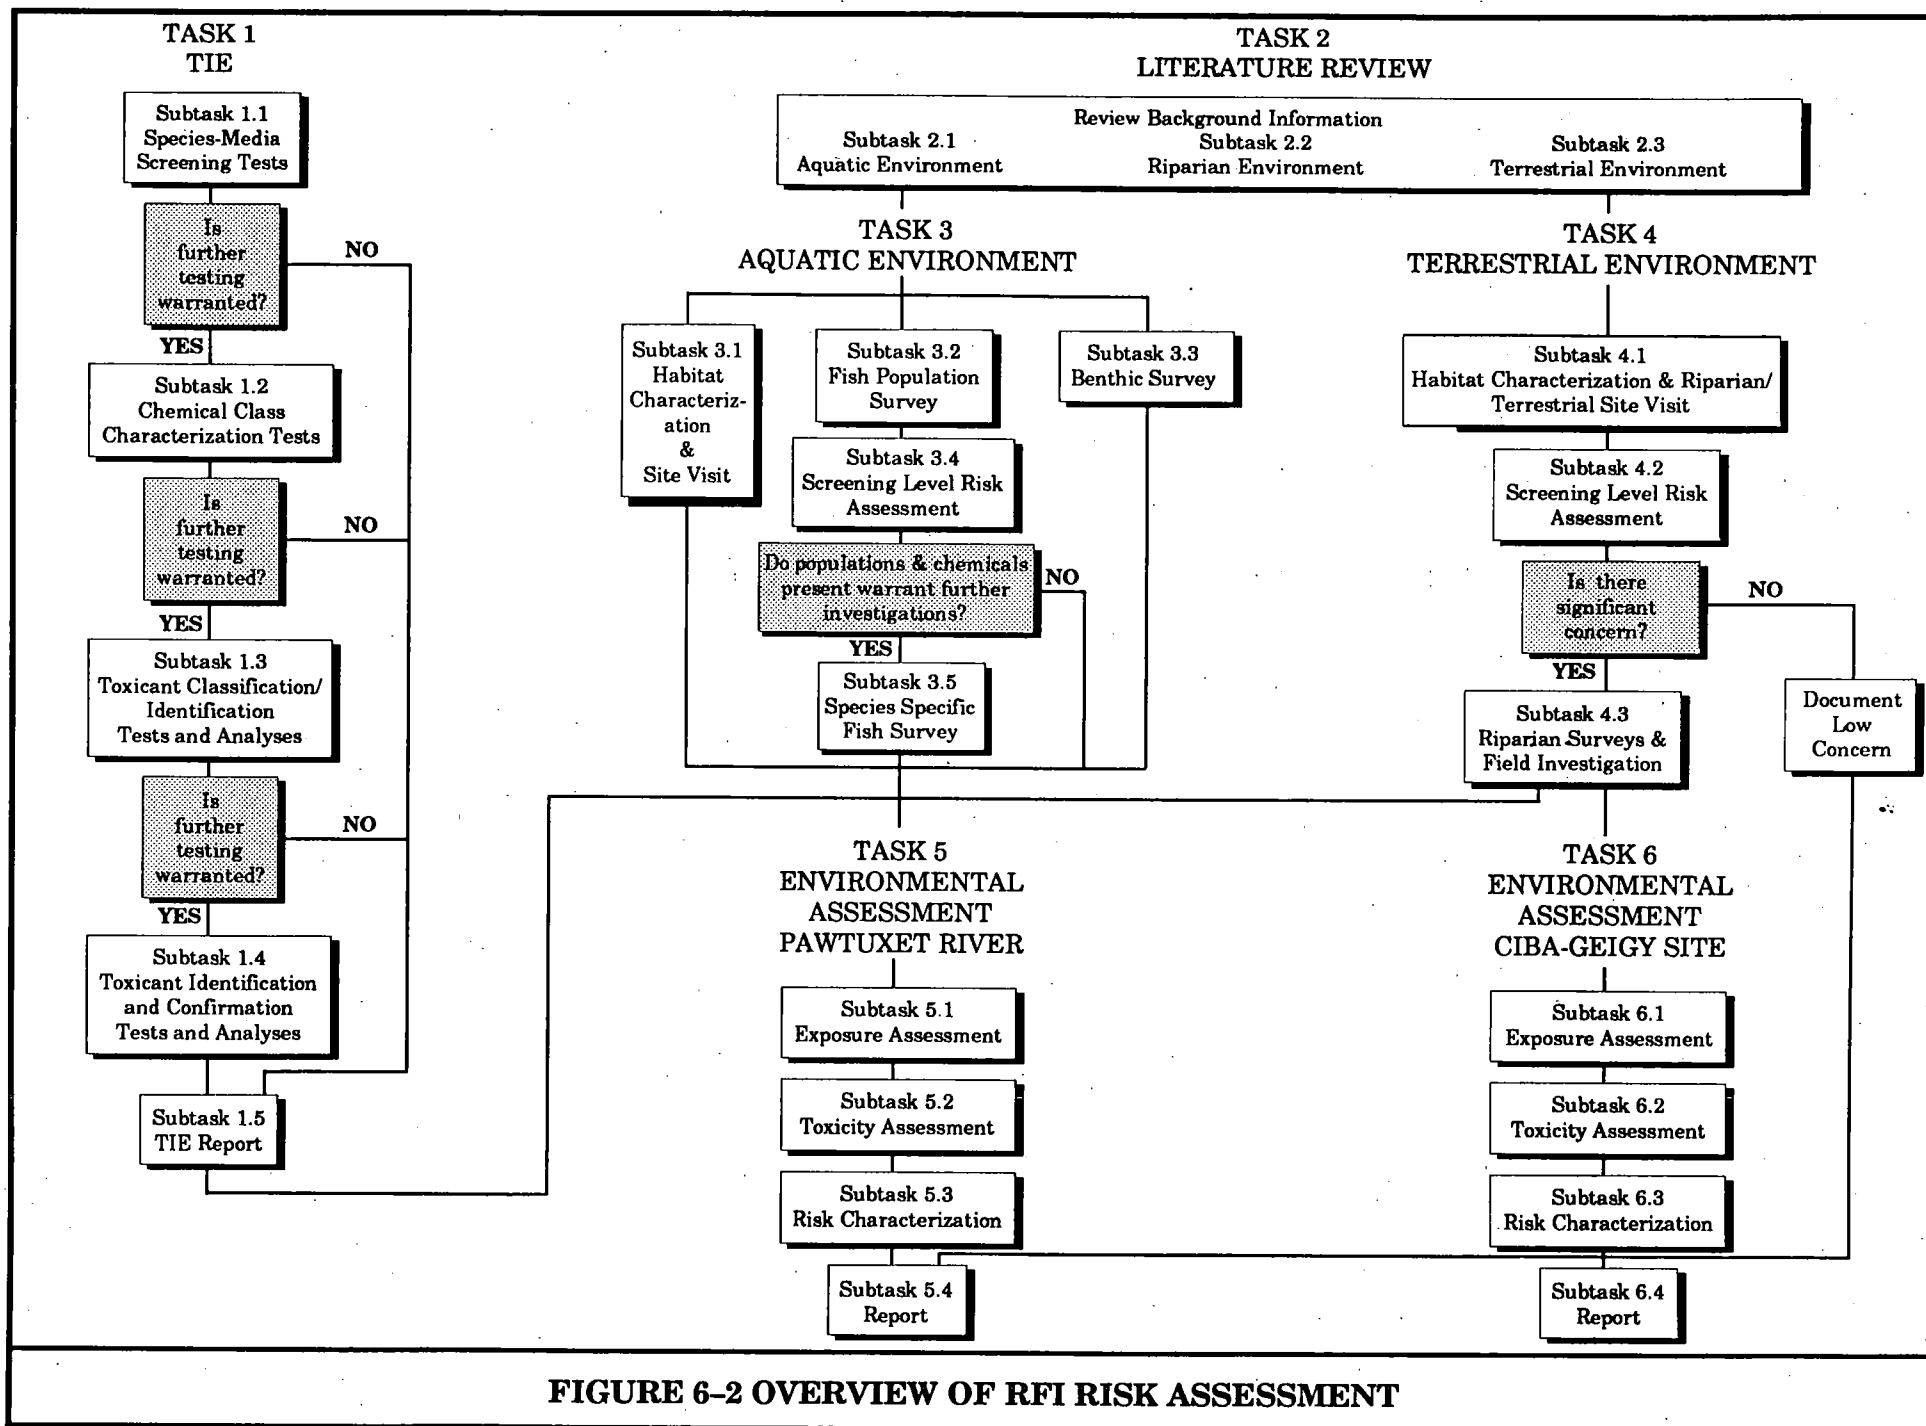 TASK 1
TIE
Subtask 1.1
Species-Media
Screening Tests
Is
further
testing
warranted?
NO
YES
Subtask 1.2
Chemical Class
Characterization Tests
Is
further
testing
warranted?
NO
YES
Subtask 1.3
Toxicant Classification/
Identification
Tests and Analyses
Is
further
testing
warranted?
NO
YES
Subtask 1.4
Toxicant Identification
and Confirmation
Tests and Analyses
Subtask 1.5
TIE Report
TASK 2
LITERATURE REVIEW
Review Background Information
Subtask 2.1
Aquatic Environment
Subtask 2.2
Riparian Environment
Subtask 2.3
Terrestrial Environment
TASK 3
AQUATIC ENVIRONMENT
Subtask 3.1
Habitat
Characteriz-
ation
&
Site Visit
Subtask 3.2
Fish Population
Survey
Subtask 3.3
Benthic Survey
Subtask 3.4
Screening Level Risk
Assessment
Do populations & chemicals
present warrant further
investigations?
NO
YES
Subtask 3.5
Species Specific
Fish Survey
TASK 4
TERRESTRIAL ENVIRONMENT
Subtask 4.1
Habitat Characterization & Riparian/
Terrestrial Site Visit
Subtask 4.2
Screening Level Risk
Assessment
Is there
significant
concern?
NO
YES
Subtask 4.3
Riparian Surveys &
Field Investigation
Document
Low
Concern
TASK 5
ENVIRONMENTAL
ASSESSMENT
PAWTUXET RIVER
Subtask 5.1
Exposure Assessment
Subtask 5.2
Toxicity Assessment
Subtask 5.3
Risk Characterization
Subtask 5.4
Report
TASK 6
ENVIRONMENTAL
ASSESSMENT
CIBA-GEIGY SITE
Subtask 6.1
Exposure Assessment
Subtask 6.2
Toxicity Assessment
Subtask 6.3
Risk Characterization
Subtask 6.4
Report
FIGURE 6–2 OVERVIEW OF RFI RISK ASSESSMENT